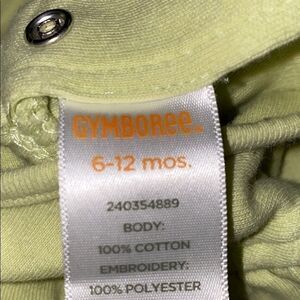 GYMBOREE.
6-12 mos.
240354889
BODY:
100% COTTON
EMBROIDERY:
100% POLYESTER